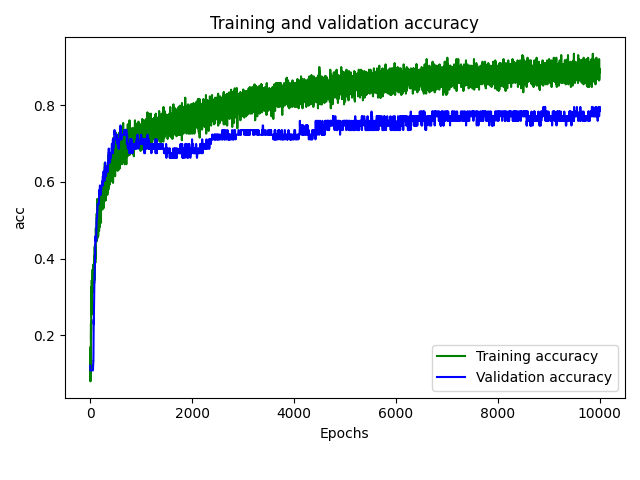 Training and validation accuracy
acc
0.8
0.6
0.4
0.2
0
2000
4000
6000
8000
10000
Epochs
Training accuracy
Validation accuracy